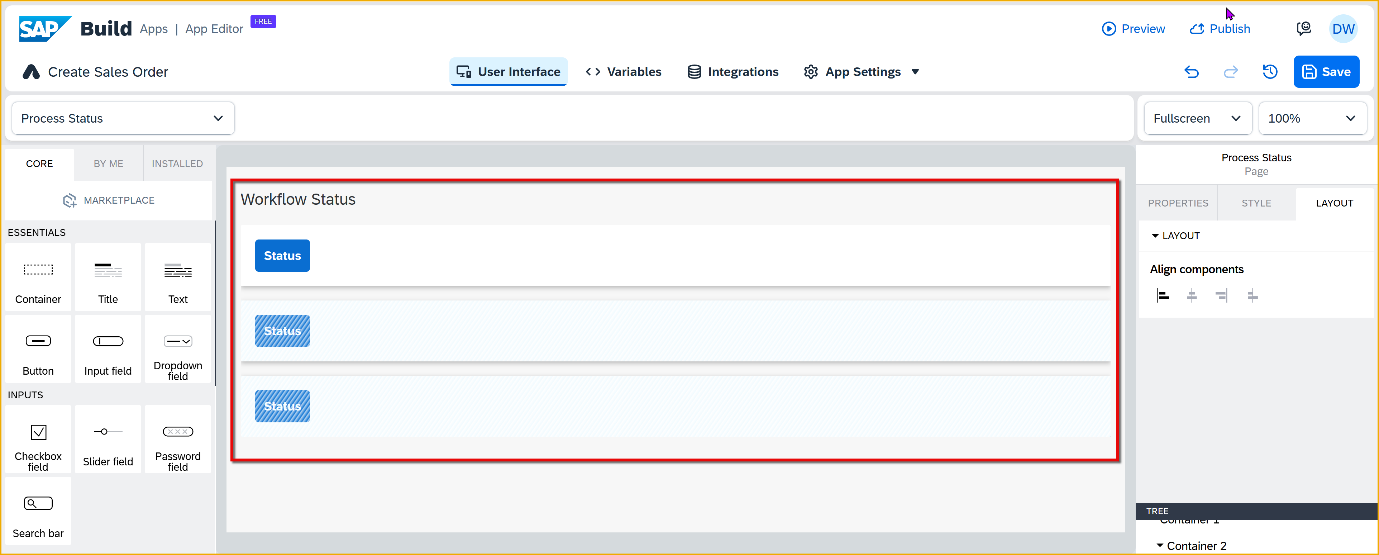 SAP Build Apps | App Editor FREE
Preview Publish DW
Create Sales Order User Interface Variables Integrations App Settings Save
Process Status Fullscreen 100%
CORE BY ME INSTALLED
MARKETPLACE
ESSENTIALS
Container Title Text
Button Input field Dropdown
field
INPUTS
Checkbox
field
Slider field
Password
field
Search bar
Workflow Status
Status
Status
Status
Process Status
Page
PROPERTIES STYLE LAYOUT
LAYOUT
Align components
TREE
Container 1
Container 2